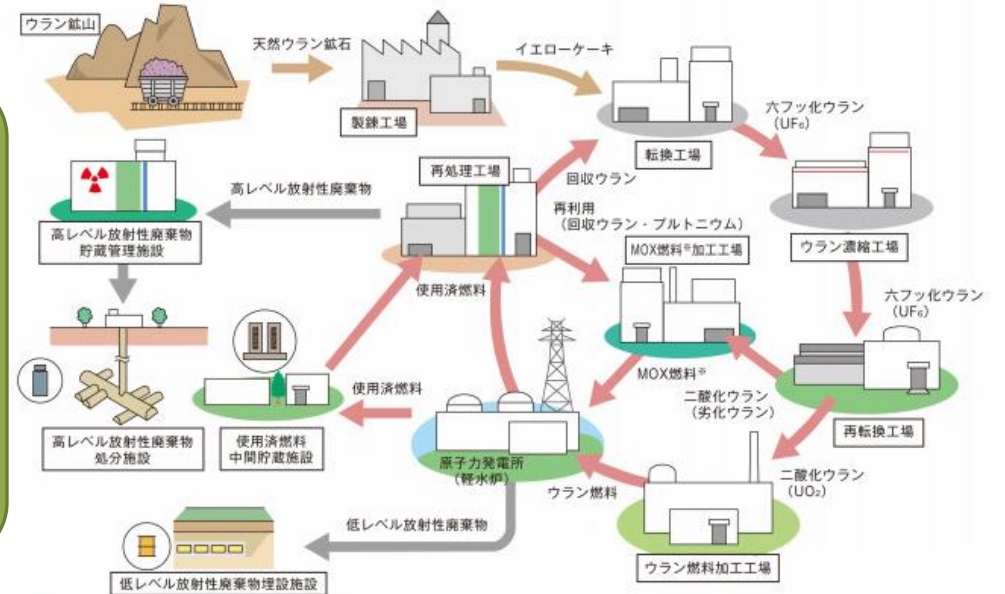 ウラン鉱山
天然ウラン鉱石
イエローケーキ
製錬工場
転換工場
六フッ化ウラン
（UF₆）
ウラン濃縮工場
再処理工場
回収ウラン
再利用
（回収ウラン・プルトニウム）
高レベル放射性廃棄物
高レベル放射性廃棄物
貯蔵管理施設
MOX燃料※加工工場
使用済燃料
六フッ化ウラン
（UF₆）
MOX燃料※
二酸化ウラン
（劣化ウラン）
再転換工場
使用済燃料
高レベル放射性廃棄物
処分施設
使用済燃料
中間貯蔵施設
原子力発電所
（軽水炉）
ウラン燃料
二酸化ウラン
（UO₂）
低レベル放射性廃棄物
ウラン燃料加工工場
低レベル放射性廃棄物埋設施設